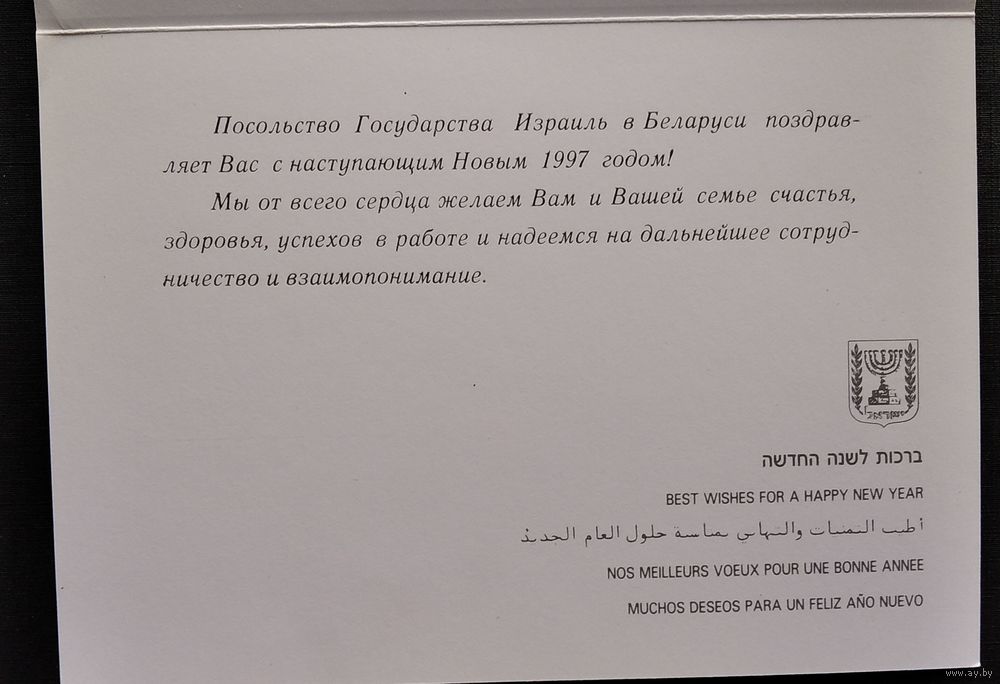 Посольство Государства Израиль в Беларуси поздрав-
ляет Вас с наступающим Новым 1997 годом!
Мы от всего сердца желаем Вам и Вашей семье счастья,
здоровья, успехов в работе и надеемся на дальнейшее сотруд-
ничество и взаимопонимание.
ברכות לשנה החדשה
BEST WISHES FOR A HAPPY NEW YEAR
أطيب التمنيات والتهاني بمناسبة حلول العام الجديد
NOS MEILLEURS VOEUX POUR UNE BONNE ANNEE
MUCHOS DESEOS PARA UN FELIZ AÑO NUEVO
www.ay.by